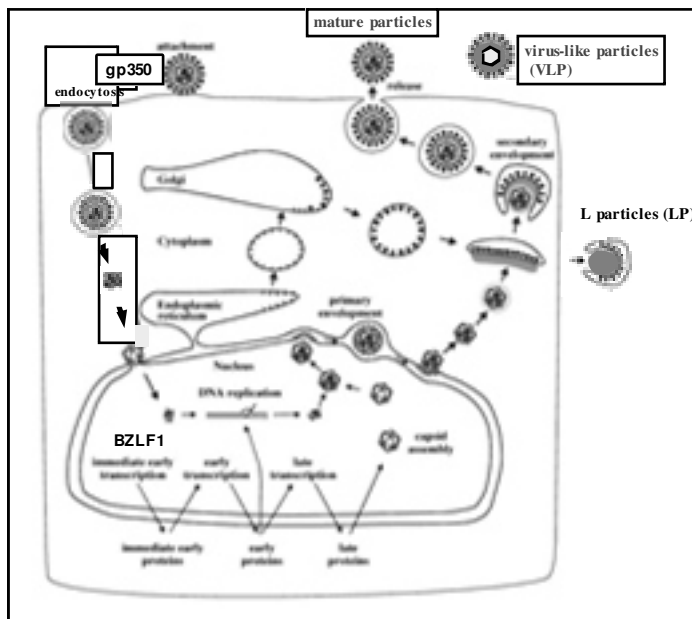 mature particles
attachment
gp350
endocytosis
virus-like particles
(VLP)
release
secondary
envelopment
Golgi
L particles (LP)
Cytoplasm
Endoplasmic
reticulum
primary
envelopment
Nucleus
DNA replication
BZLF1
capsid
assembly
immediate early
transcription
early
transcription
late
transcription
immediate early
proteins
early
proteins
late
proteins